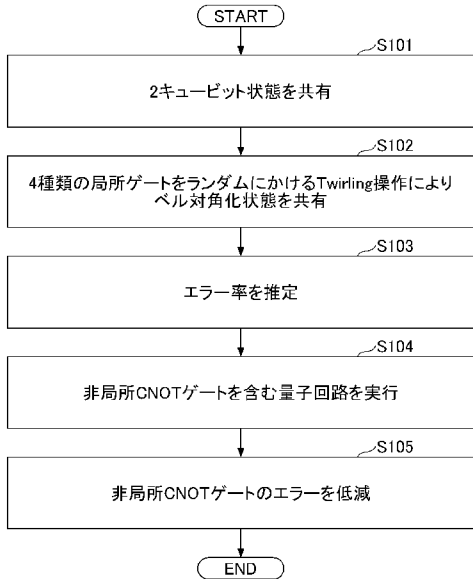 START
S101
2キュービット状態を共有
S102
4種類の局所ゲートをランダムにかけるTwirling操作により
ベル対角化状態を共有
S103
エラー率を推定
S104
非局所CNOTゲートを含む量子回路を実行
S105
非局所CNOTゲートのエラーを低減
END